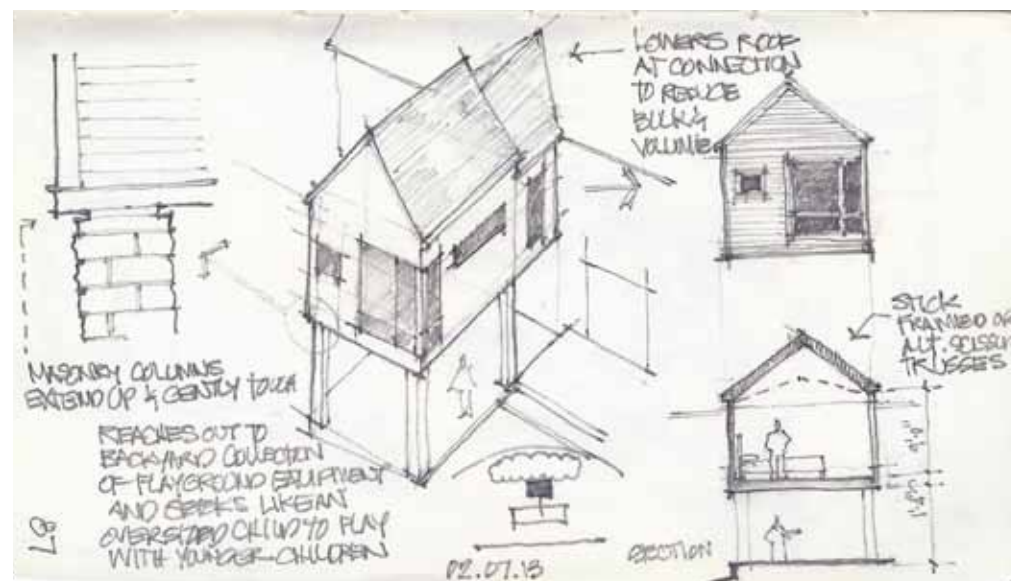 LOWERS ROOF
AT CONNECTION
TO REDUCE
BULK &
VOLUME
STICK
FRAMED OR
ALT. SCISSOR
TRUSSES
MASONRY COLUMNS
EXTEND UP & GENTLY TOUCH
REACHES OUT TO
BACKYARD COLLECTION
OF PLAYGROUND EQUIPMENT
AND SEEKS LIKE AN
OVERSIZED CHILD TO PLAY
WITH YOUNGER CHILDREN
02.07.13
SECTION